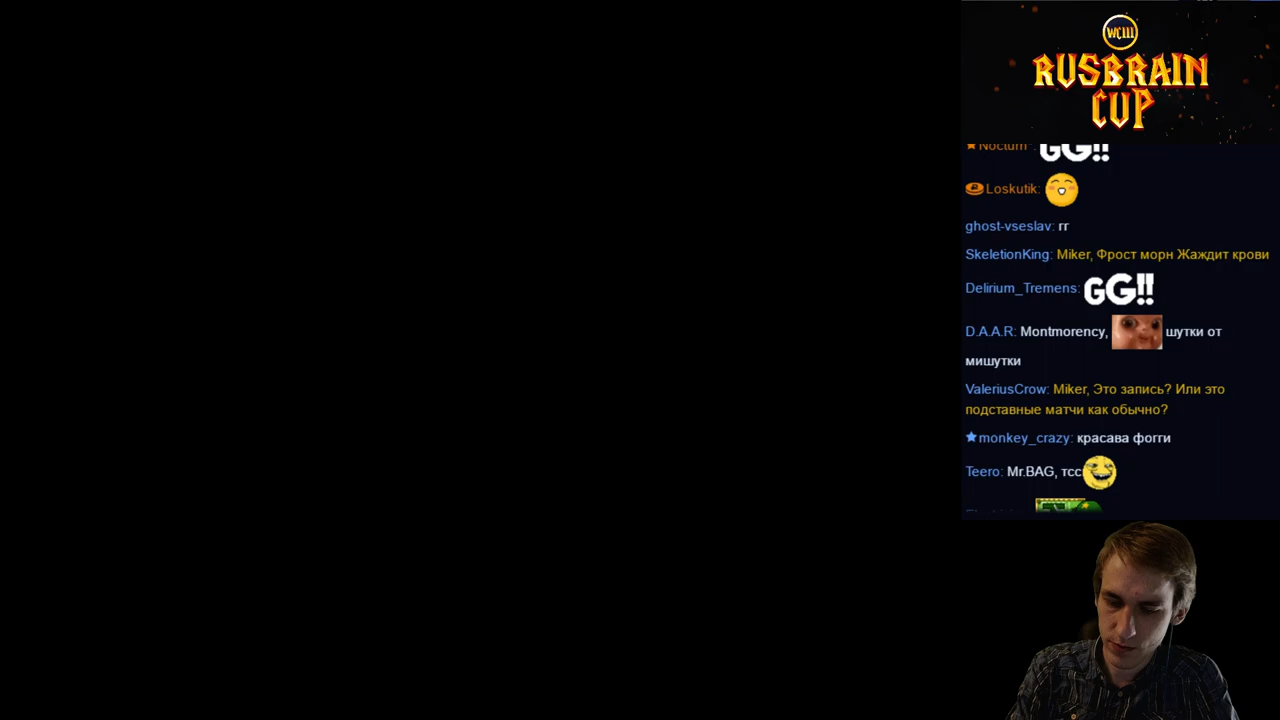 WCIII
RUSBRAIN
CUP
Noctum: GG!!
Loskutik:
ghost-vseslav: гг
SkeletionKing: Miker, Фрост морн Жаждит крови
Delirium_Tremens: GG!!
D.A.A.R: Montmorency, шутки от
мишутки
ValeriusCrow: Miker, Это запись? Или это
подставные матчи как обычно?
monkey_crazy: красава фогги
Teero: Mr.BAG, тсс